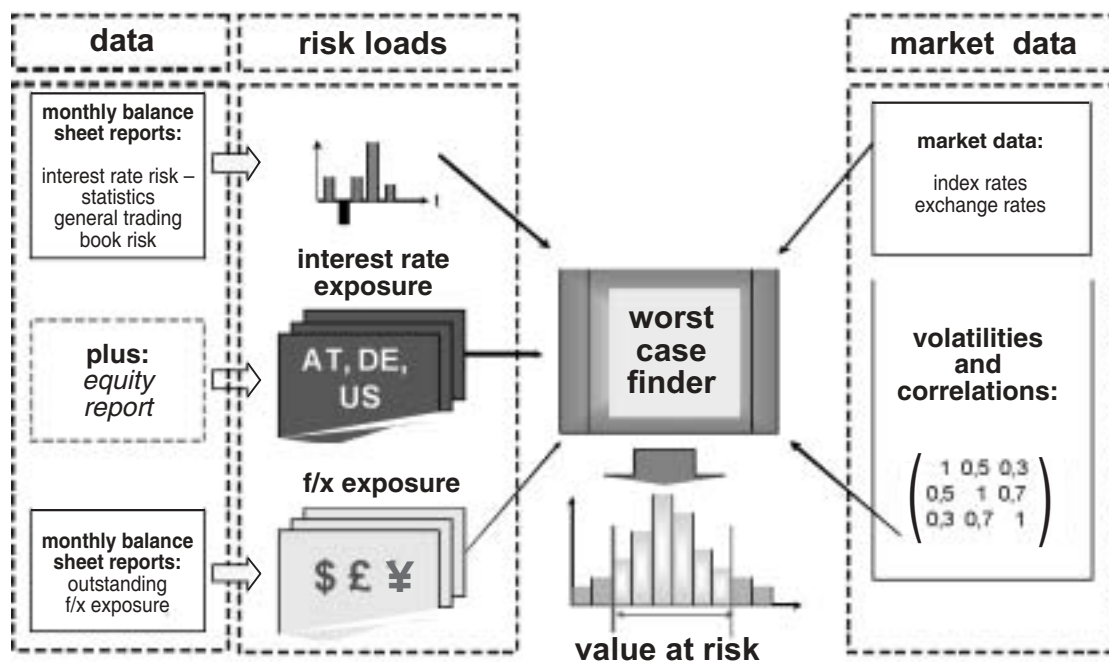 data
risk loads
market data
monthly balance
sheet reports:
interest rate risk –
statistics
general trading
book risk
t
interest rate
exposure
plus:
equity
report
AT, DE,
US
f/x exposure
monthly balance
sheet reports:
outstanding
f/x exposure
$ £ ¥
worst
case
finder
value at risk
market data:
index rates
exchange rates
volatilities
and
correlations:
1 0,5 0,3
0,5 1 0,7
0,3 0,7 1